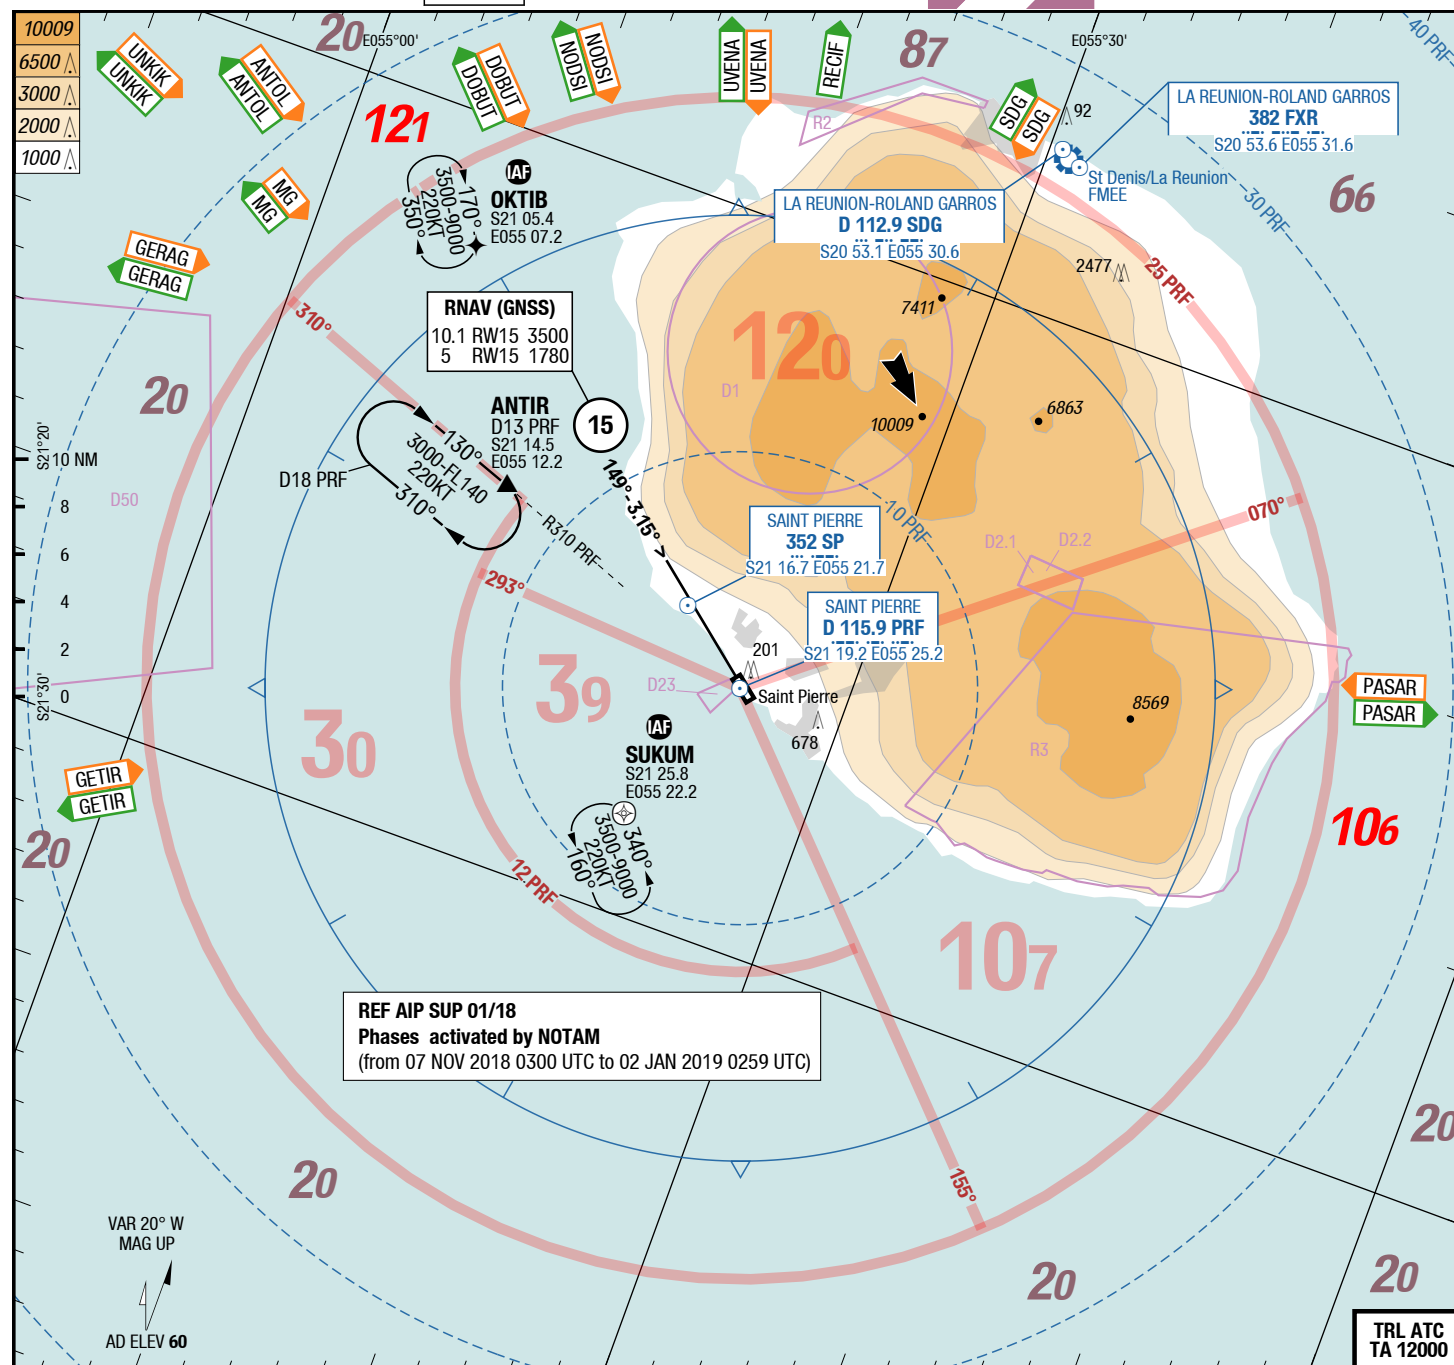 10009
6500
3000
2000
1000
20
E055°00'
87
E055°30'
40 PRF
UNKIK
UNKIK
ANTOL
ANTOL
DOBUT
DOBUT
NODSI
NODSI
UVENA
UVENA
RECIF
SDG
SDG
92
LA REUNION-ROLAND GARROS
382 FXR
S20 53.6 E055 31.6
121
R2
St Denis/La Reunion
FMEE
30 PRF
66
MG
MG
IAF
OKTIB
S21 05.4
E055 07.2
170°
3500-9000
220KT
350°
LA REUNION-ROLAND GARROS
D 112.9 SDG
S20 53.1 E055 30.6
GERAG
GERAG
2477
25 PRF
310°
RNAV (GNSS)
10.1 RW15 3500
5 RW15 1780
7411
120
D1
20
ANTIR
D13 PRF
S21 14.5
E055 12.2
15
10009
6863
S21°20'
10 NM
8
6
4
2
0
S21°30'
D50
D18 PRF
130°
3000-FL140
220KT
310°
R310 PRF
149° - 3.15° >
10 PRF
070°
SAINT PIERRE
352 SP
S21 16.7 E055 21.7
D2.1
D2.2
293°
SAINT PIERRE
D 115.9 PRF
S21 19.2 E055 25.2
201
39
D23
Saint Pierre
PASAR
PASAR
8569
30
IAF
SUKUM
S21 25.8
E055 22.2
678
R3
GETIR
GETIR
20
340°
3500-9000
220KT
160°
106
12 PRF
107
REF AIP SUP 01/18
Phases activated by NOTAM
(from 07 NOV 2018 0300 UTC to 02 JAN 2019 0259 UTC)
20
20
155°
VAR 20° W
MAG UP
20
20
AD ELEV 60
TRL ATC
TA 12000